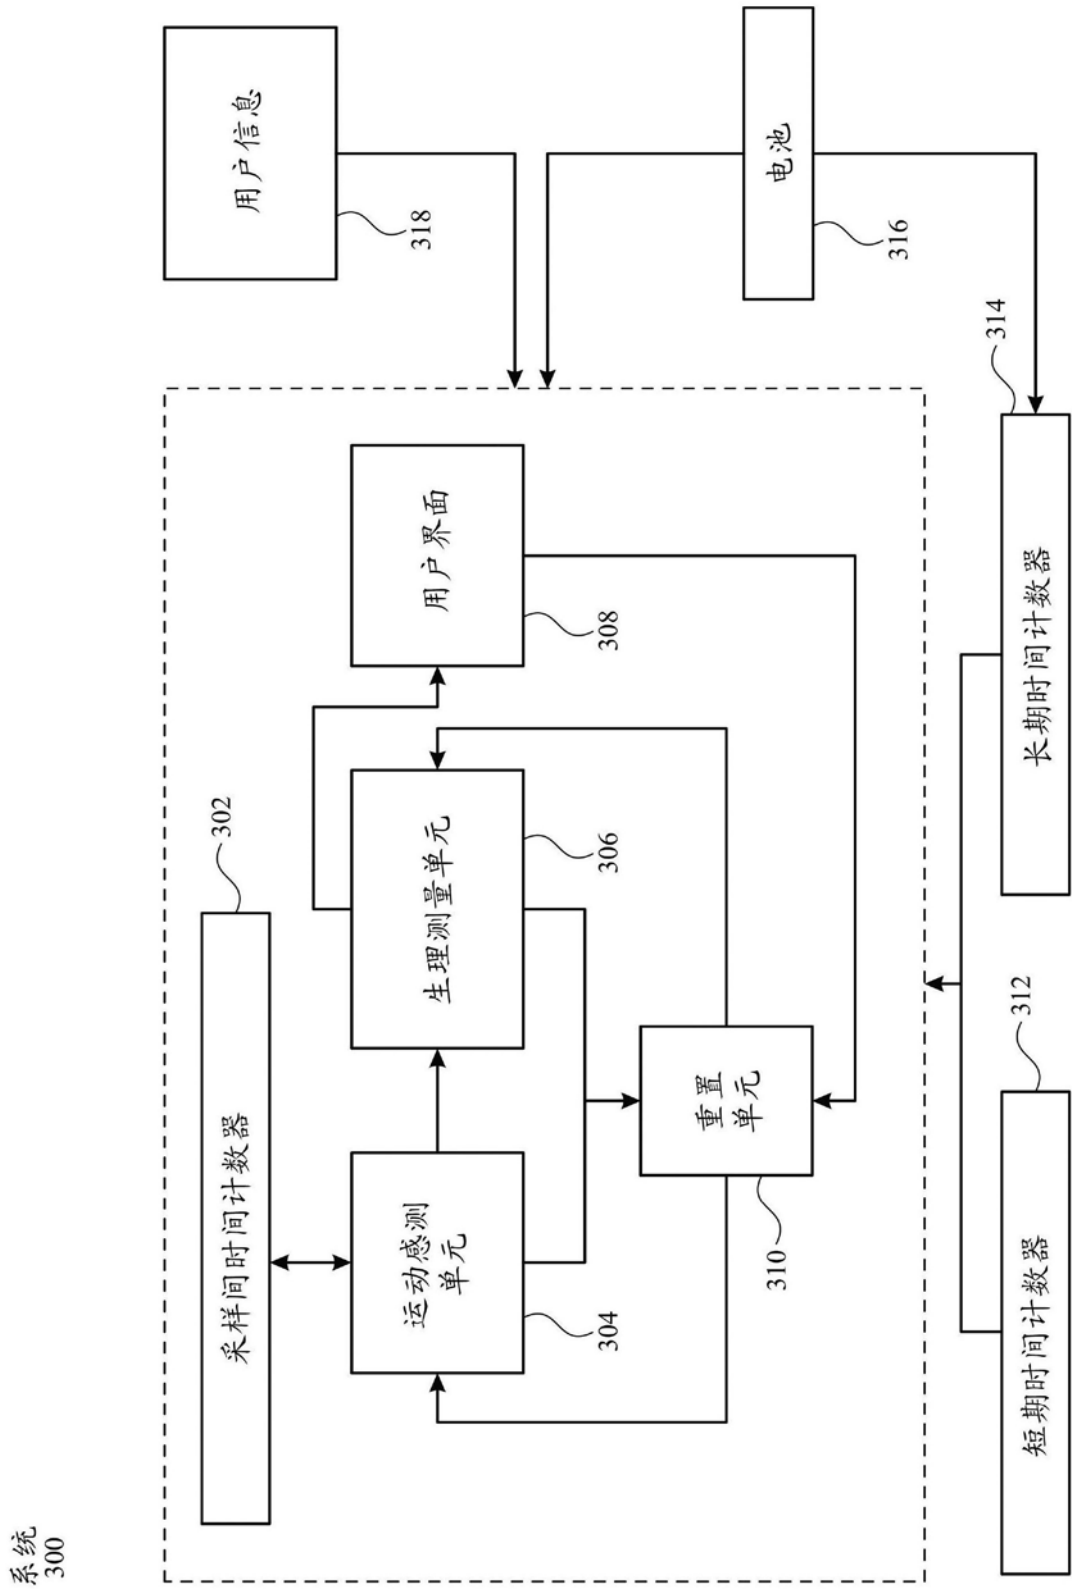 系统
300
采样间时间计数器
302
用户信息
318
运动感测
单元
304
生理测量单元
306
用户界面
308
重置
单元
310
电池
316
短期时间计数器
312
长期时间计数器
314